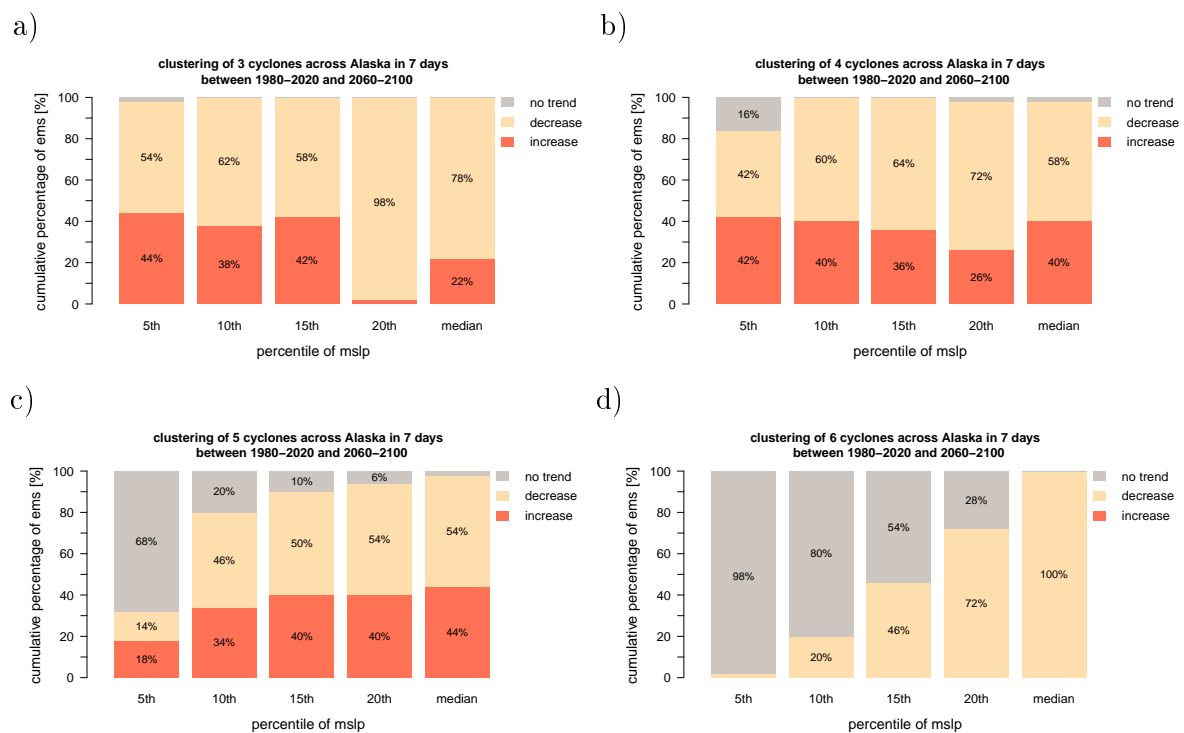 a)
clustering of 3 cyclones across Alaska in 7 days
between 1980−2020 and 2060−2100
cumulative percentage of ems [%]
100
80
60
40
20
0
54%
62%
58%
98%
78%
44%
38%
42%
22%
5th
10th
15th
20th
median
percentile of mslp
no trend
decrease
increase
b)
clustering of 4 cyclones across Alaska in 7 days
between 1980−2020 and 2060−2100
cumulative percentage of ems [%]
100
80
60
40
20
0
16%
42%
60%
64%
72%
58%
42%
40%
36%
26%
40%
5th
10th
15th
20th
median
percentile of mslp
no trend
decrease
increase
c)
clustering of 5 cyclones across Alaska in 7 days
between 1980−2020 and 2060−2100
cumulative percentage of ems [%]
100
80
60
40
20
0
68%
20%
10%
6%
14%
46%
50%
54%
54%
18%
34%
40%
40%
44%
5th
10th
15th
20th
median
percentile of mslp
no trend
decrease
increase
d)
clustering of 6 cyclones across Alaska in 7 days
between 1980−2020 and 2060−2100
cumulative percentage of ems [%]
100
80
60
40
20
0
98%
80%
54%
28%
20%
46%
72%
100%
5th
10th
15th
20th
median
percentile of mslp
no trend
decrease
increase